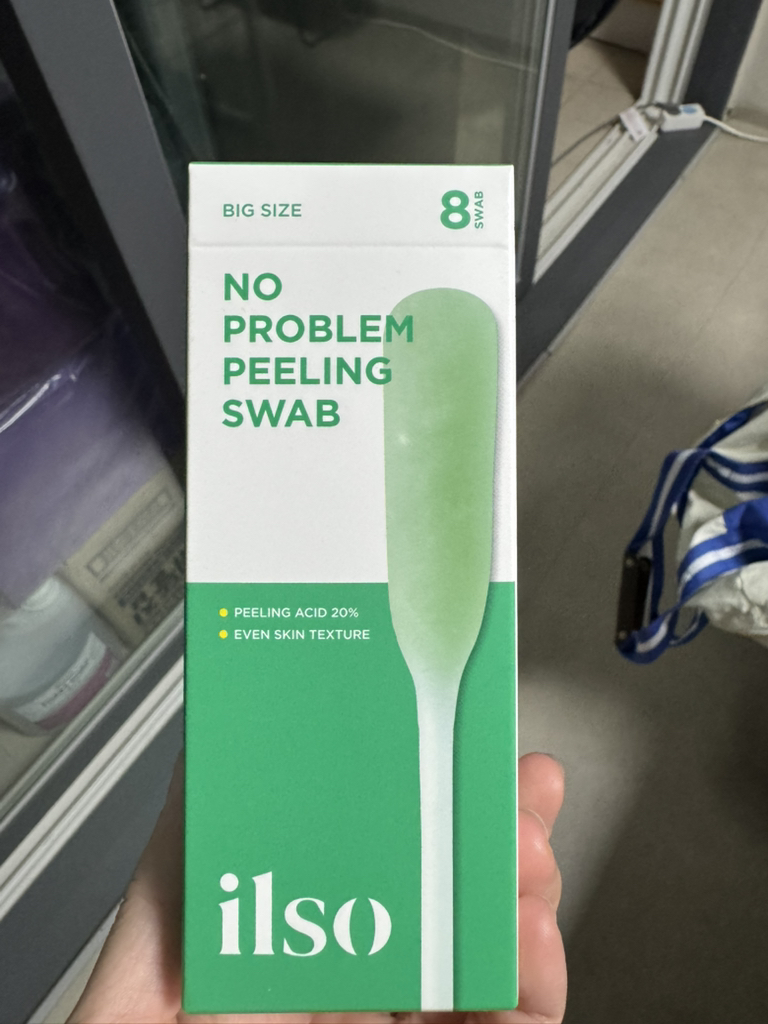 BIG SIZE
8 SWAB
NO
PROBLEM
PEELING
SWAB
PEELING ACID 20%
EVEN SKIN TEXTURE
ilso